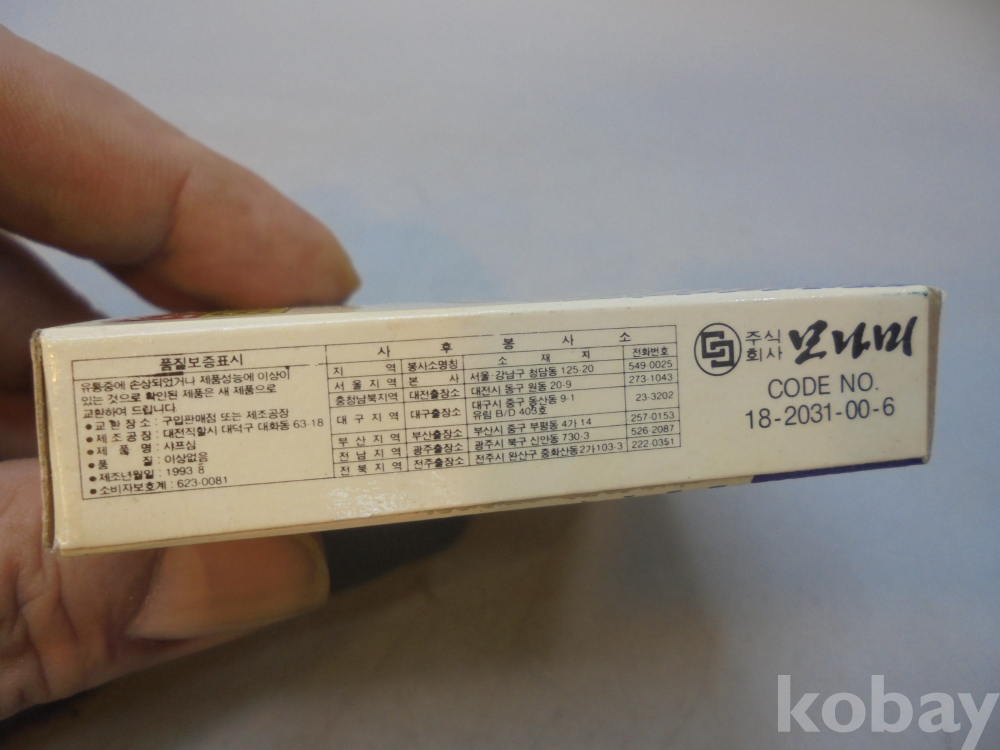 품질보증표시
유통중에 손상되었거나 제품성능에 이상이
있는 것으로 확인된 제품은 새 제품으로
교환하여 드립니다.
● 교 환 장 소 : 구입판매점 또는 제조공장
● 제 조 공 장 : 대전직할시 대덕구 대화동 63-18
● 제 품 명 : 샤프심
● 품 질 : 이상없음
● 제조년월일 : 1993 8
● 소비자보호계 : 623-0081
사 후 봉 사 소
지 역 봉사소명칭 소 재 지 전화번호
서 울 지 역 본 사 서울·강남구 청담동 125-20 549-0025
충청남북지역 대전출장소 대전시 동구 원동 20-9 273-1043
대 구 지 역 대구출장소 대구시 중구 동산동 9-1 23-3202
유림 B/D 403호
부 산 지 역 부산출장소 부산시 중구 부평동 4가 14 257-0153
전 남 지 역 광주출장소 광주시 북구 신안동 730-3 526-2087
전 북 지 역 전주출장소 전주시 완산구 중화산동2가103-3 222-0351
주식
회사 모나미
CODE NO.
18-2031-00-6
kobay